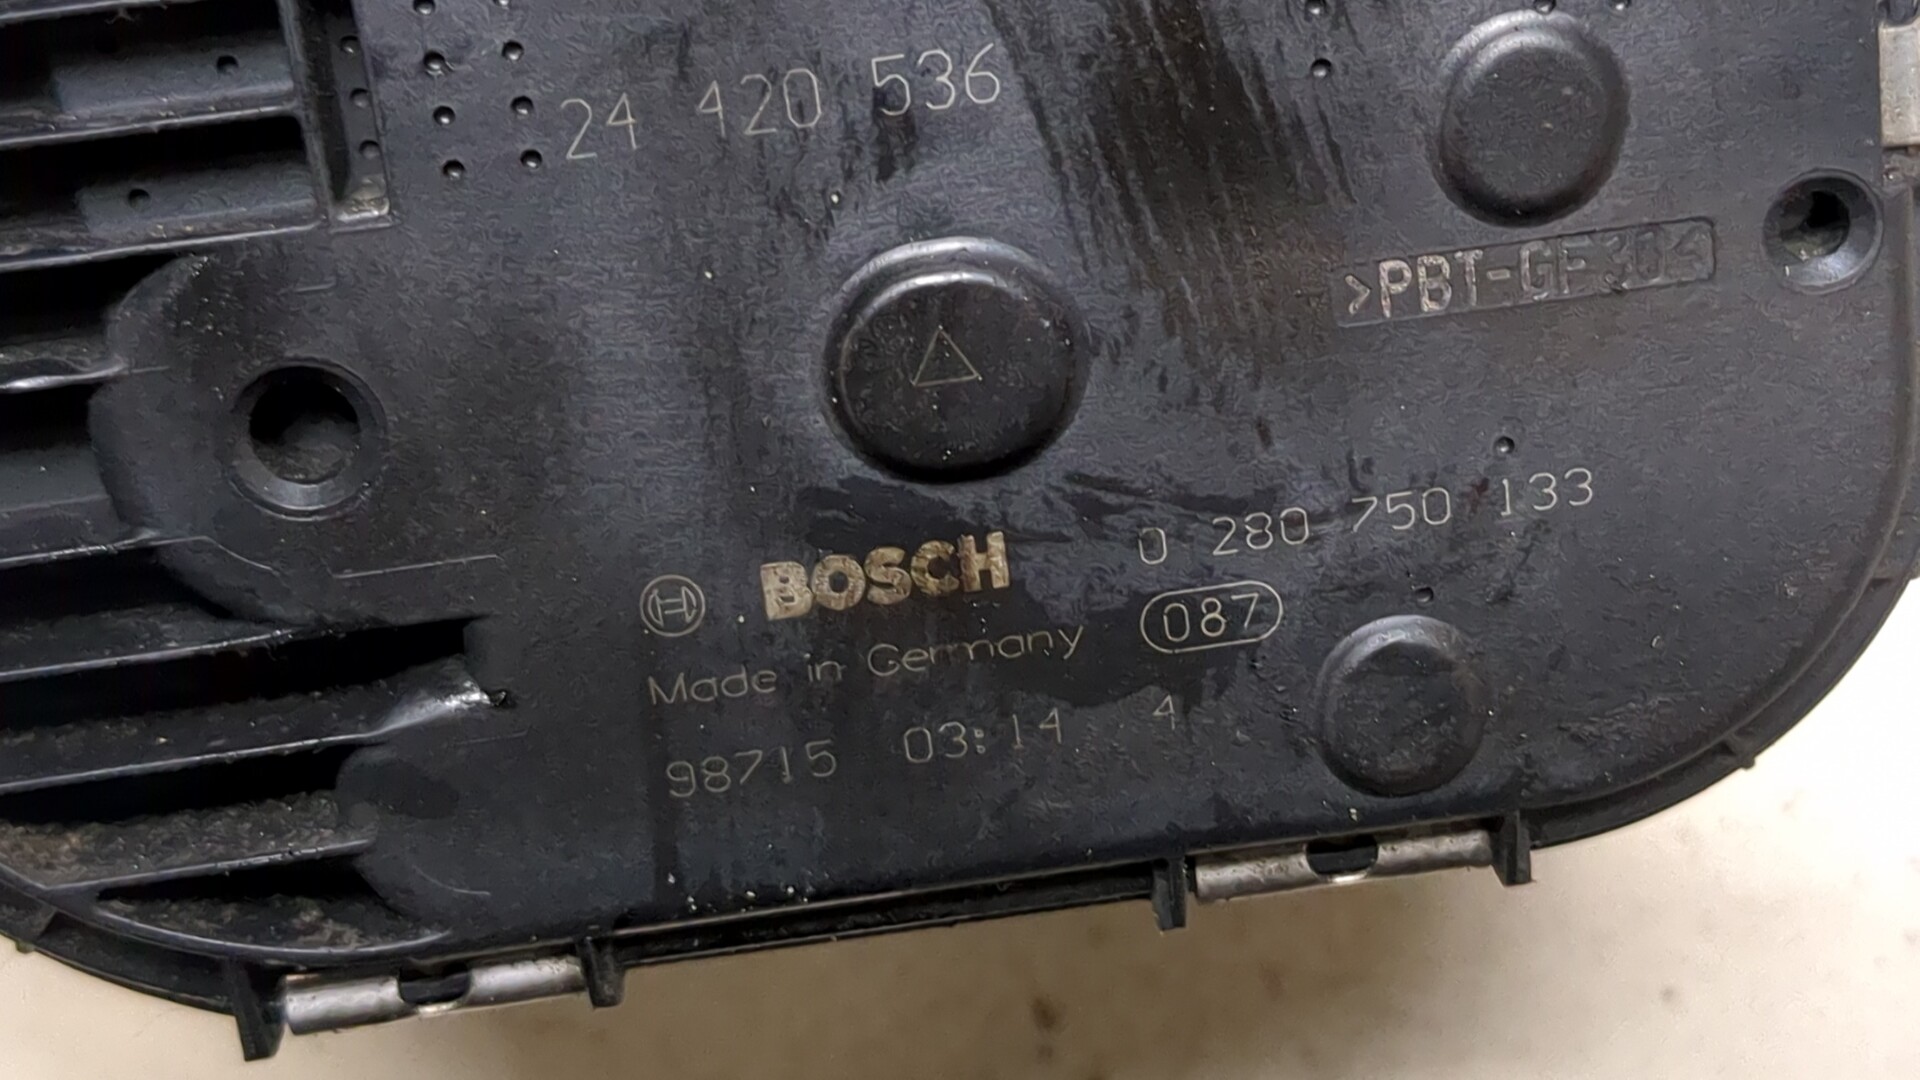 24 420 536
>PBT-GF30<
BOSCH 0 280 750 133
Made in Germany 087
98715 03:14 4